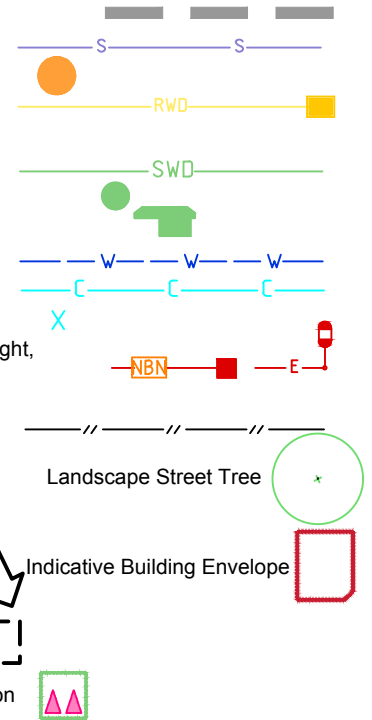 S S
RWD
SWD
W W W
C C C
X
ght,
NBN E
// // //
Landscape Street Tree
Indicative Building Envelope
on